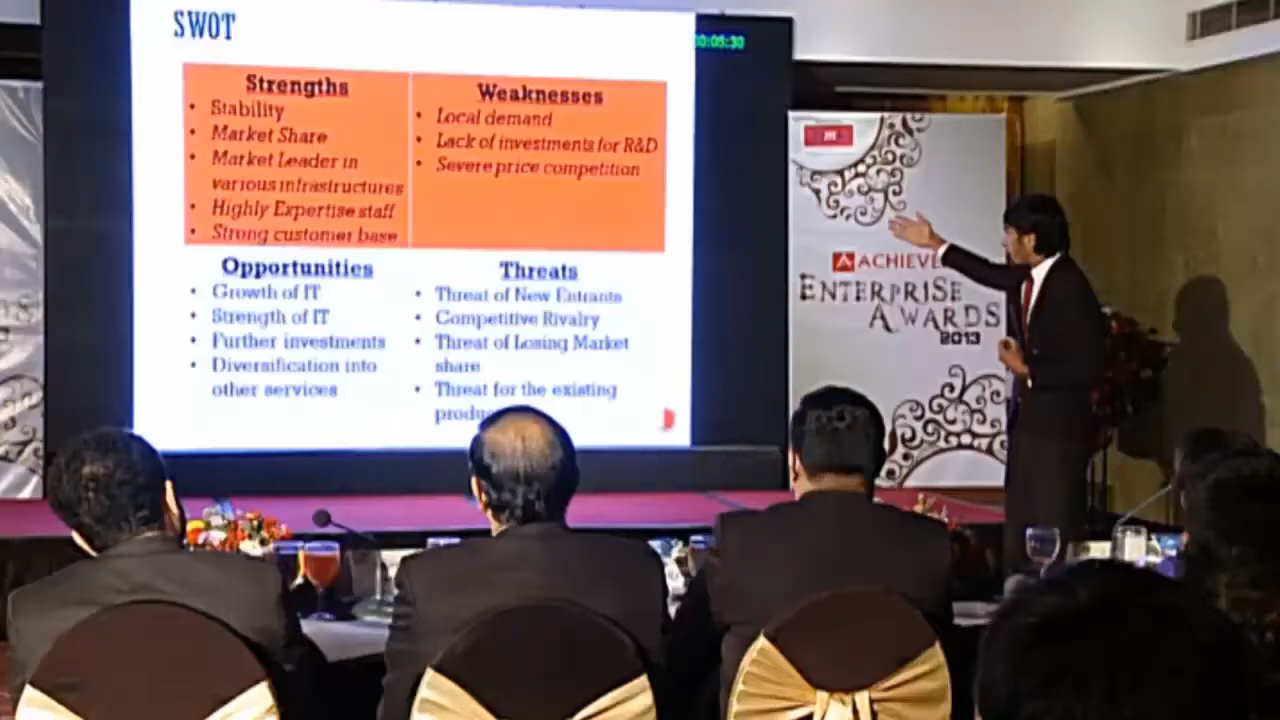 SWOT
:05:30
Strengths
• Stability
• Market Share
• Market Leader in
various infrastructures
• Highly Expertise staff
• Strong customer base
Weaknesses
• Local demand
• Lack of investments for R&D
• Severe price competition
Opportunities
• Growth of IT
• Strength of IT
• Further investments
• Diversification into
other services
Threats
• Threat of New Entrants
• Competitive Rivalry
• Threat of Losing Market
share
• Threat for the existing
ACHIEVE
ENTERPRISE
AWARDS
2013